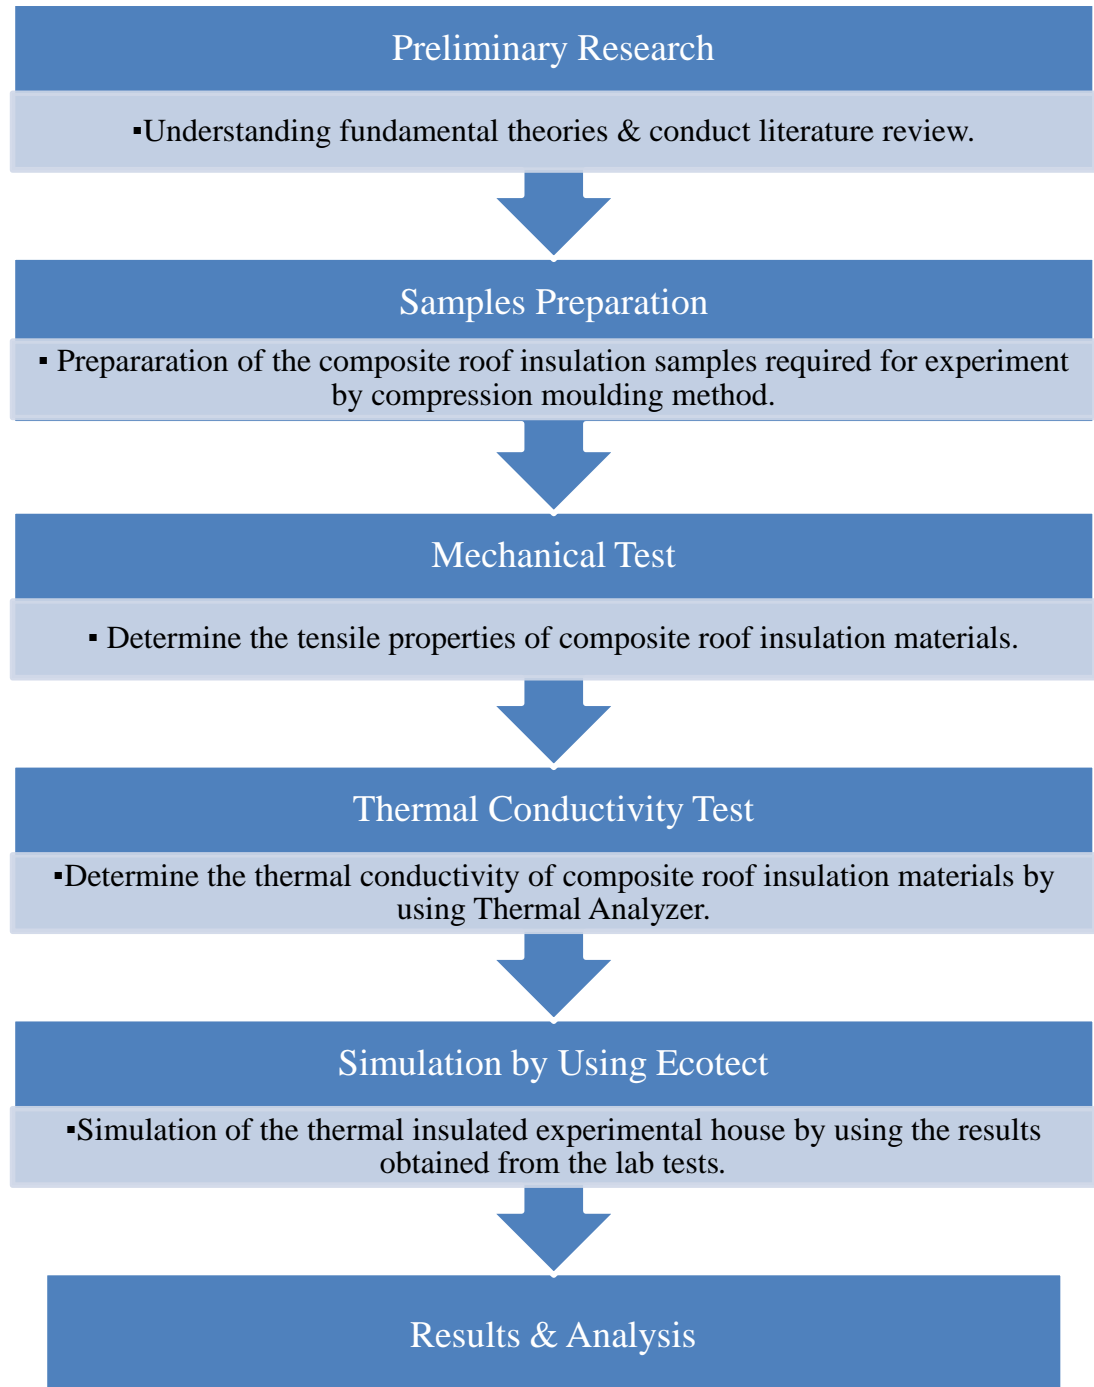 Preliminary Research
▪Understanding fundamental theories & conduct literature review.
Samples Preparation
▪ Prepararation of the composite roof insulation samples required for experiment
by compression moulding method.
Mechanical Test
▪ Determine the tensile properties of composite roof insulation materials.
Thermal Conductivity Test
▪Determine the thermal conductivity of composite roof insulation materials by
using Thermal Analyzer.
Simulation by Using Ecotect
▪Simulation of the thermal insulated experimental house by using the results
obtained from the lab tests.
Results & Analysis